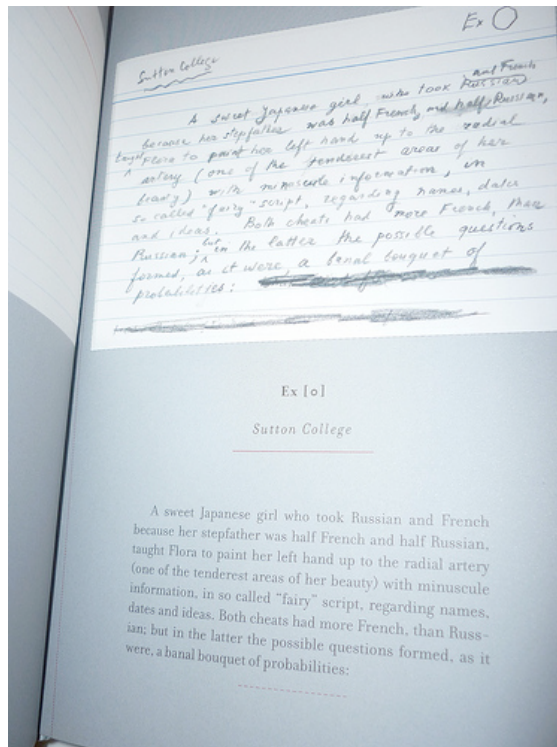 Ex O
Sutton College
A sweet Japanese girl, who took Russian and French
because her stepfather was half French, and half Russian,
taught Flora to paint her left hand up to the radial
artery (one of the tenderest areas of her
beauty) with minuscule information, in
so called "fairy" script, regarding names, dates
and ideas. Both cheats had more French, than
Russian; but in the latter the possible questions
formed, as it were, a banal bouquet of
probabilities:
Ex [0]
Sutton College
A sweet Japanese girl who took Russian and French
because her stepfather was half French and half Russian,
taught Flora to paint her left hand up to the radial artery
(one of the tenderest areas of her beauty) with minuscule
information, in so called "fairy" script, regarding names,
dates and ideas. Both cheats had more French, than Russ-
ian; but in the latter the possible questions formed, as it
were, a banal bouquet of probabilities: